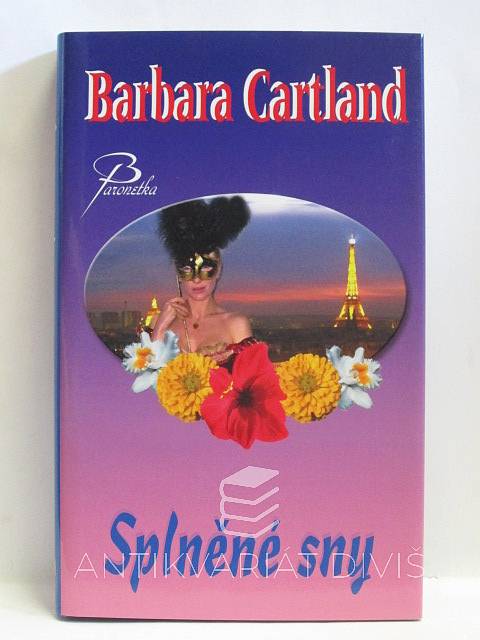 Barbara Cartland
Baronetka
Splněné sny
ANTIKVARIÁT DIVIŠ